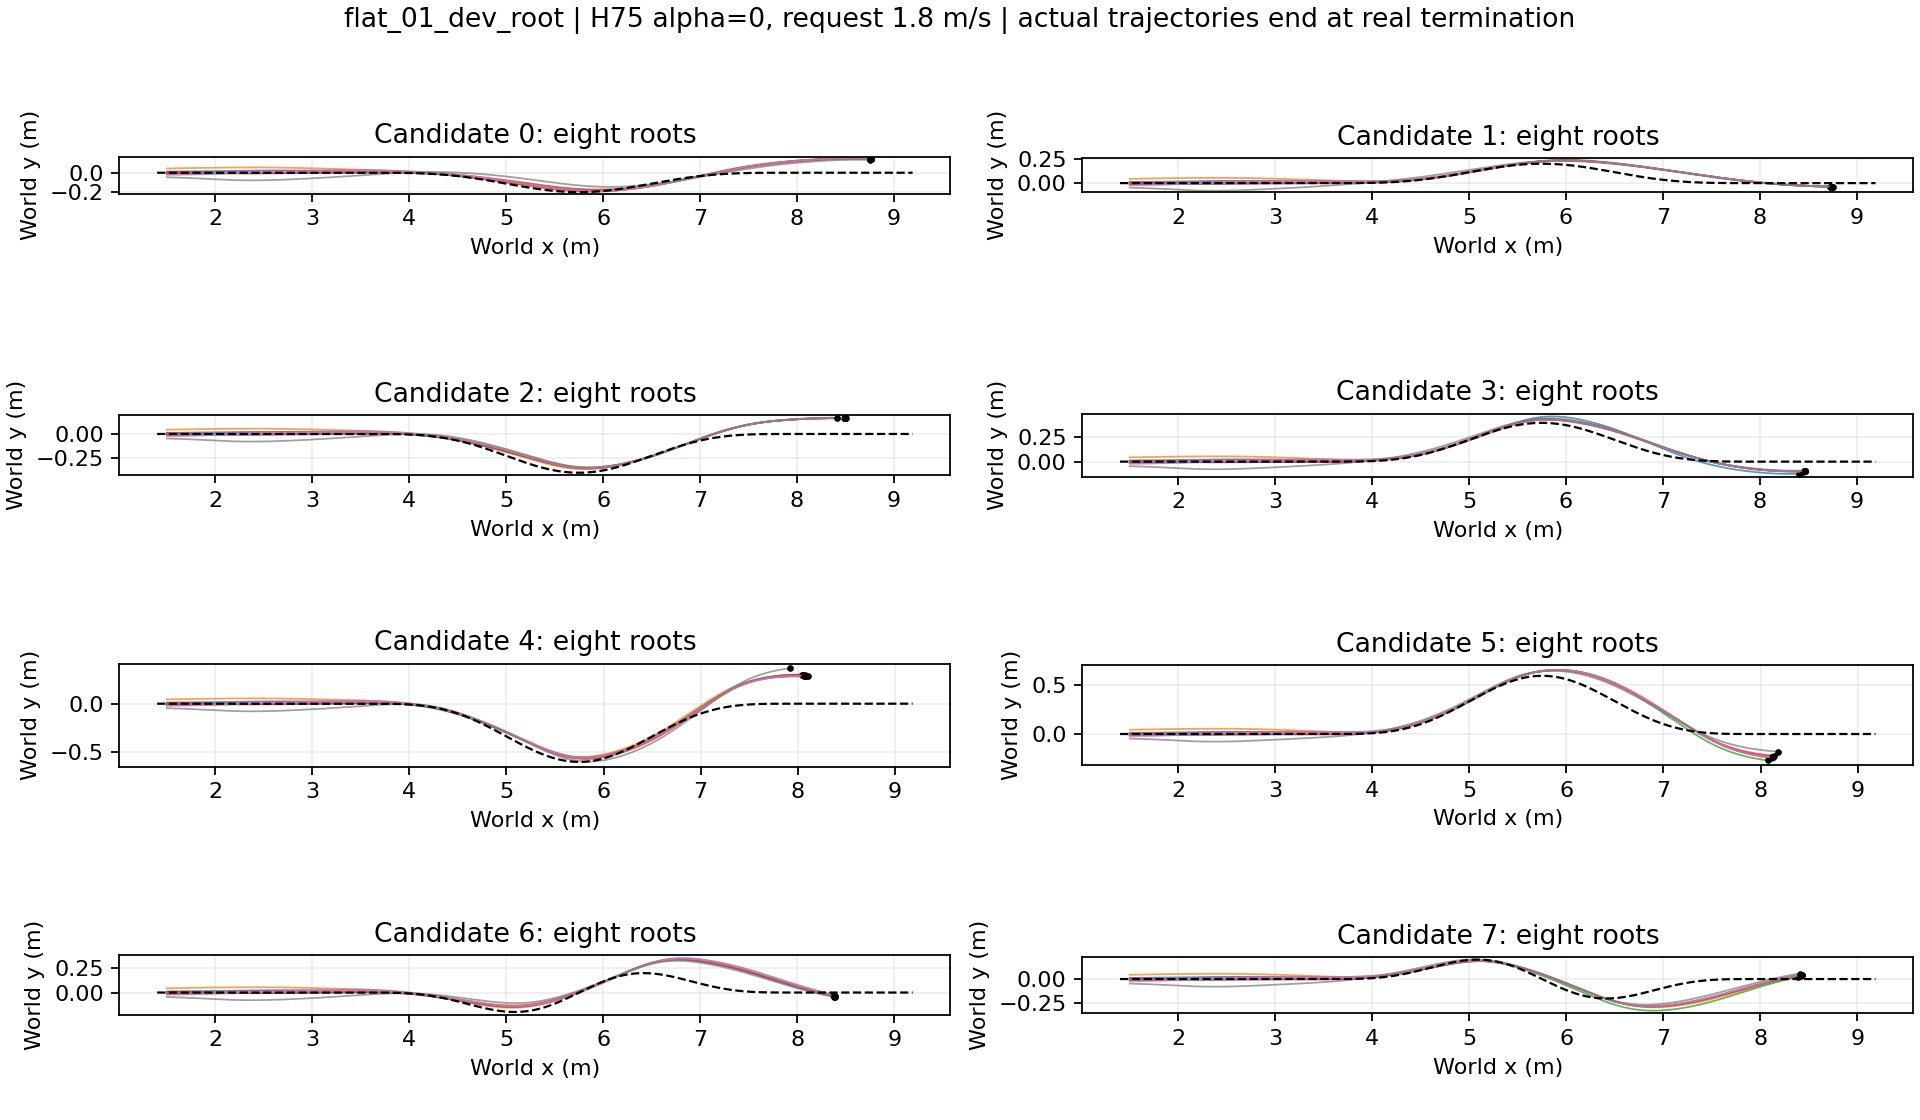 flat_01_dev_root | H75 alpha=0, request 1.8 m/s | actual trajectories end at real termination
Candidate 0: eight roots
World y (m)
0.0
−0.2
2 3 4 5 6 7 8 9
World x (m)
Candidate 1: eight roots
World y (m)
0.25
0.00
2 3 4 5 6 7 8 9
World x (m)
Candidate 2: eight roots
World y (m)
0.00
−0.25
2 3 4 5 6 7 8 9
World x (m)
Candidate 3: eight roots
World y (m)
0.25
0.00
2 3 4 5 6 7 8 9
World x (m)
Candidate 4: eight roots
World y (m)
0.0
−0.5
2 3 4 5 6 7 8 9
World x (m)
Candidate 5: eight roots
World y (m)
0.5
0.0
2 3 4 5 6 7 8 9
World x (m)
Candidate 6: eight roots
World y (m)
0.25
0.00
2 3 4 5 6 7 8 9
World x (m)
Candidate 7: eight roots
World y (m)
0.00
−0.25
2 3 4 5 6 7 8 9
World x (m)